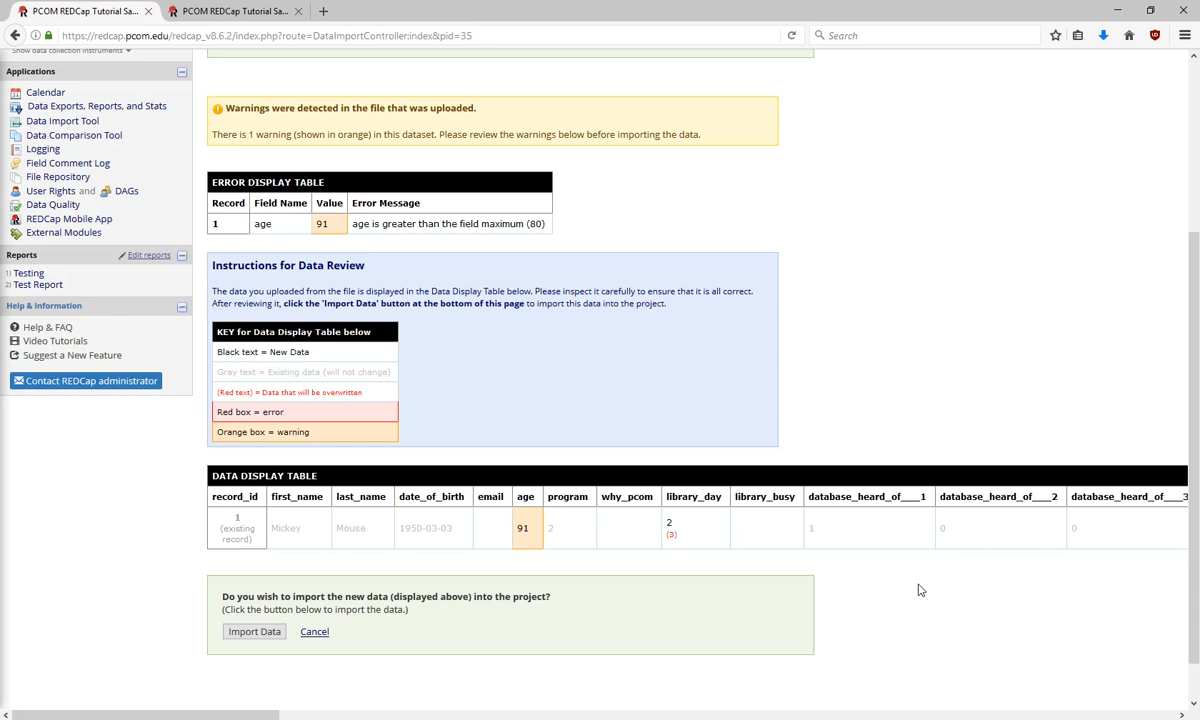 PCOM REDCap Tutorial Sa...
PCOM REDCap Tutorial Sa...
https://redcap.pcom.edu/redcap_v8.6.2/index.php?route=DataImportController:index&pid=35
Search
Show data collection instruments
Applications
Calendar
Data Exports, Reports, and Stats
Data Import Tool
Data Comparison Tool
Logging
Field Comment Log
File Repository
User Rights and DAGs
Data Quality
REDCap Mobile App
External Modules
Reports
Edit reports
1) Testing
2) Test Report
Help & Information
Help & FAQ
Video Tutorials
Suggest a New Feature
Contact REDCap administrator
Warnings were detected in the file that was uploaded.
There is 1 warning (shown in orange) in this dataset. Please review the warnings below before importing the data.
ERROR DISPLAY TABLE
Record Field Name Value Error Message
1 age 91 age is greater than the field maximum (80)
Instructions for Data Review
The data you uploaded from the file is displayed in the Data Display Table below. Please inspect it carefully to ensure that it is all correct.
After reviewing it, click the 'Import Data' button at the bottom of this page to import this data into the project.
KEY for Data Display Table below
Black text = New Data
Gray text = Existing data (will not change)
(Red text) = Data that will be overwritten
Red box = error
Orange box = warning
DATA DISPLAY TABLE
record_id first_name last_name date_of_birth email age program why_pcom library_day library_busy database_heard_of___1 database_heard_of___2 database_heard_of___3
1 (existing record) Mickey Mouse 1950-03-03 91 2 2 (3) 1 0 0
Do you wish to import the new data (displayed above) into the project?
(Click the button below to import the data.)
Import Data Cancel